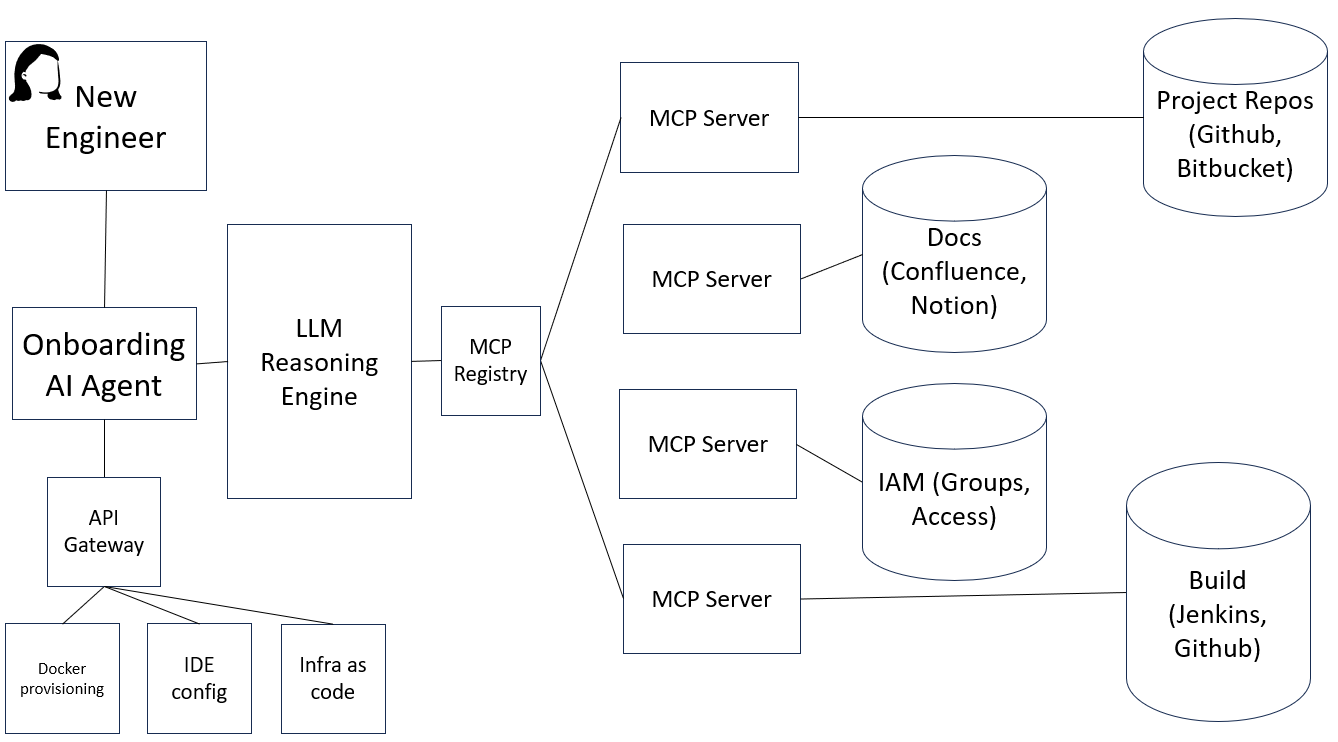 New
Engineer
Onboarding
AI Agent
API
Gateway
Docker
provisioning
IDE
config
Infra as
code
LLM
Reasoning
Engine
MCP
Registry
MCP Server
MCP Server
MCP Server
MCP Server
Project Repos
(Github,
Bitbucket)
Docs
(Confluence,
Notion)
IAM (Groups,
Access)
Build
(Jenkins,
Github)